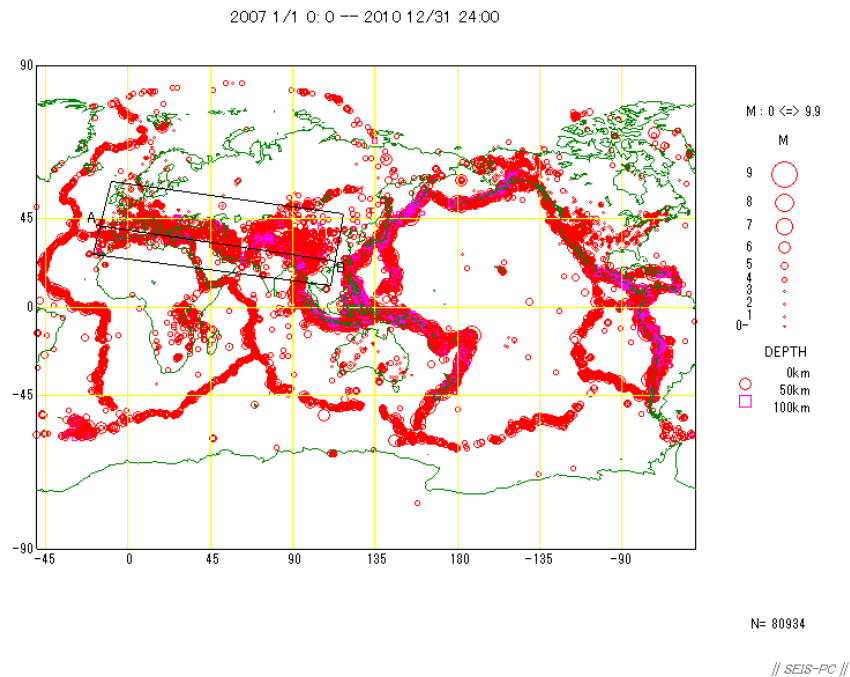 2007 1/1 0: 0 -- 2010 12/31 24:00
90
45
0
-45
-90
-45 0 45 90 135 180 -135 -90
A
B
M : 0 <=> 9.9
M
9
8
7
6
5
4
3
2
1
0-
DEPTH
0km
50km
100km
N= 80934
// SEIS-PC //